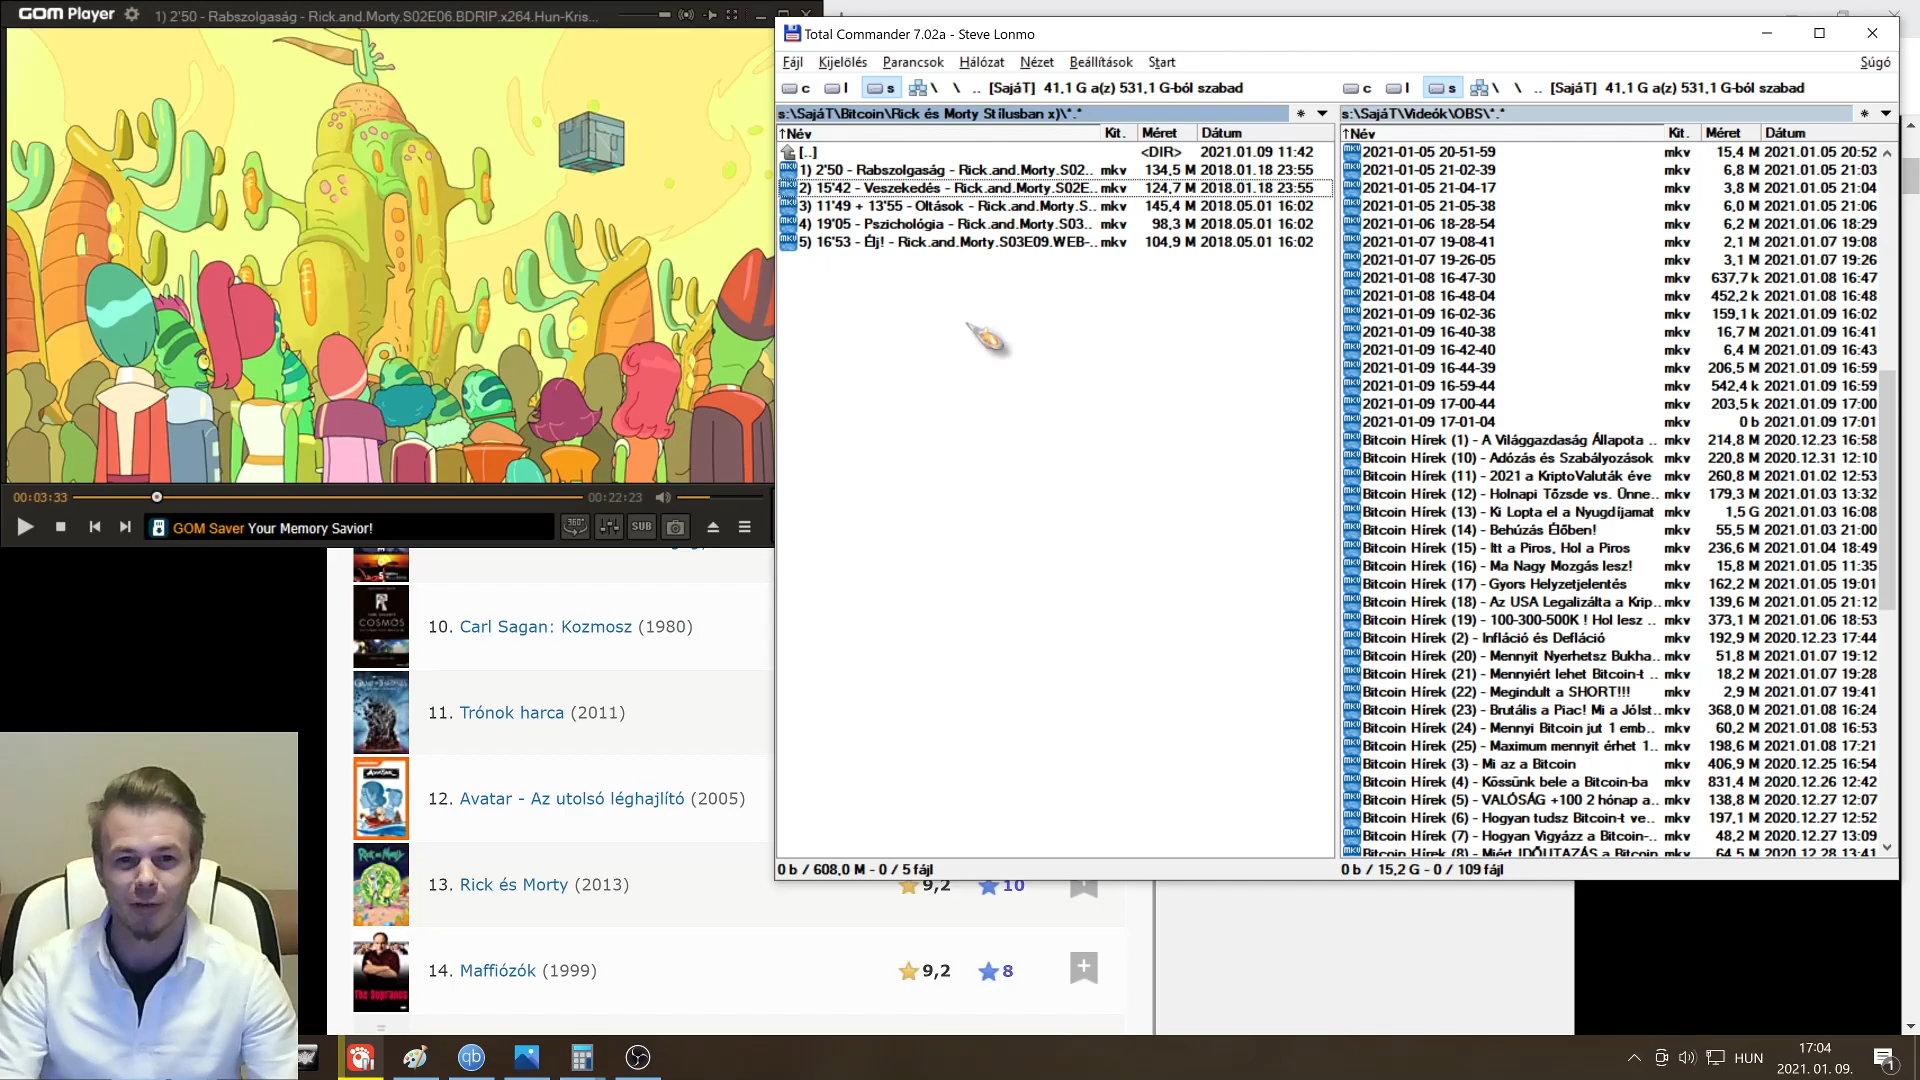 GOM Player 1) 2'50 - Rabszolgaság - Rick.and.Morty.S02E06.BDRIP.x264.Hun-Kris...
00:03:33 00:22:23
GOM Saver Your Memory Savior!
360° SUB
Total Commander 7.02a - Steve Lonmo
Fájl Kijelölés Parancsok Hálózat Nézet Beállítások Start Súgó
c l s \ \ .. [SajáT] 41,1 G a(z) 531,1 G-ból szabad
c l s \ \ .. [SajáT] 41,1 G a(z) 531,1 G-ból szabad
s:\SajáT\Bitcoin\Rick és Morty Stílusban x)\*.* * ▼
↑Név Kit. Méret Dátum
[..] <DIR> 2021.01.09 11:42
1) 2'50 - Rabszolgaság - Rick.and.Morty.S02.. mkv 134,5 M 2018.01.18 23:55
2) 15'42 - Veszekedés - Rick.and.Morty.S02E... mkv 124,7 M 2018.01.18 23:55
3) 11'49 + 13'55 - Oltások - Rick.and.Morty.S.. mkv 145,4 M 2018.05.01 16:02
4) 19'05 - Pszichológia - Rick.and.Morty.S03.. mkv 98,3 M 2018.05.01 16:02
5) 16'53 - Élj! - Rick.and.Morty.S03E09.WEB-.. mkv 104,9 M 2018.05.01 16:02
0 b / 608,0 M - 0 / 5 fájl
s:\SajáT\Videók\OBS\*.* * ▼
↑Név Kit. Méret Dátum
2021-01-05 20-51-59 mkv 15,4 M 2021.01.05 20:52
2021-01-05 21-02-39 mkv 6,8 M 2021.01.05 21:03
2021-01-05 21-04-17 mkv 3,8 M 2021.01.05 21:04
2021-01-05 21-05-38 mkv 6,0 M 2021.01.05 21:06
2021-01-06 18-28-54 mkv 6,2 M 2021.01.06 18:29
2021-01-07 19-08-41 mkv 2,1 M 2021.01.07 19:08
2021-01-07 19-26-05 mkv 3,1 M 2021.01.07 19:26
2021-01-08 16-47-30 mkv 637,7 k 2021.01.08 16:47
2021-01-08 16-48-04 mkv 452,2 k 2021.01.08 16:48
2021-01-09 16-02-36 mkv 159,1 k 2021.01.09 16:02
2021-01-09 16-40-38 mkv 16,7 M 2021.01.09 16:41
2021-01-09 16-42-40 mkv 6,4 M 2021.01.09 16:43
2021-01-09 16-44-39 mkv 206,5 M 2021.01.09 16:59
2021-01-09 16-59-44 mkv 542,4 k 2021.01.09 16:59
2021-01-09 17-00-44 mkv 203,5 k 2021.01.09 17:00
2021-01-09 17-01-04 mkv 0 b 2021.01.09 17:01
Bitcoin Hírek (1) - A Világgazdaság Állapota .. mkv 214,8 M 2020.12.23 16:58
Bitcoin Hírek (10) - Adózás és Szabályozások mkv 220,8 M 2020.12.31 12:10
Bitcoin Hírek (11) - 2021 a KriptoValuták éve mkv 260,8 M 2021.01.02 12:53
Bitcoin Hírek (12) - Holnapi Tőzsde vs. Ünne.. mkv 179,3 M 2021.01.03 13:32
Bitcoin Hírek (13) - Ki Lopta el a Nyugdíjamat mkv 1,5 G 2021.01.03 16:08
Bitcoin Hírek (14) - Behúzás Élőben! mkv 55,5 M 2021.01.03 21:00
Bitcoin Hírek (15) - Itt a Piros, Hol a Piros mkv 236,6 M 2021.01.04 18:49
Bitcoin Hírek (16) - Ma Nagy Mozgás lesz! mkv 15,8 M 2021.01.05 11:35
Bitcoin Hírek (17) - Gyors Helyzetjelentés mkv 162,2 M 2021.01.05 19:01
Bitcoin Hírek (18) - Az USA Legalizálta a Krip.. mkv 139,6 M 2021.01.05 21:12
Bitcoin Hírek (19) - 100-300-500K ! Hol lesz .. mkv 373,1 M 2021.01.06 18:53
Bitcoin Hírek (2) - Infláció és Defláció mkv 192,9 M 2020.12.23 17:44
Bitcoin Hírek (20) - Mennyit Nyerhetsz Bukha.. mkv 51,8 M 2021.01.07 19:12
Bitcoin Hírek (21) - Mennyiért lehet Bitcoin-t .. mkv 18,2 M 2021.01.07 19:28
Bitcoin Hírek (22) - Megindult a SHORT!!! mkv 2,9 M 2021.01.07 19:41
Bitcoin Hírek (23) - Brutális a Piac! Mi a Jólst.. mkv 368,0 M 2021.01.08 16:24
Bitcoin Hírek (24) - Mennyi Bitcoin jut 1 emb.. mkv 60,2 M 2021.01.08 16:53
Bitcoin Hírek (25) - Maximum mennyit érhet 1.. mkv 198,6 M 2021.01.08 17:21
Bitcoin Hírek (3) - Mi az a Bitcoin mkv 406,9 M 2020.12.25 16:54
Bitcoin Hírek (4) - Kössünk bele a Bitcoin-ba mkv 831,4 M 2020.12.26 12:42
Bitcoin Hírek (5) - VALÓSÁG +100 2 hónap a.. mkv 138,8 M 2020.12.27 12:07
Bitcoin Hírek (6) - Hogyan tudsz Bitcoin-t ve.. mkv 197,1 M 2020.12.27 12:52
Bitcoin Hírek (7) - Hogyan Vigyázz a Bitcoin-.. mkv 48,2 M 2020.12.27 13:09
Bitcoin Hírek (8) - Miért IDŐUTAZÁS a Bitcoin mkv 64,5 M 2020.12.28 13:41
0 b / 15,2 G - 0 / 109 fájl
COSMOS
10. Carl Sagan: Kozmosz (1980)
11. Trónok harca (2011)
AVATAR
12. Avatar - Az utolsó léghajlító (2005)
Rick and Morty
13. Rick és Morty (2013) 9,2 10
The Sopranos
14. Maffiózók (1999) 9,2 8
qb
HUN 17:04
2021. 01. 09.
1